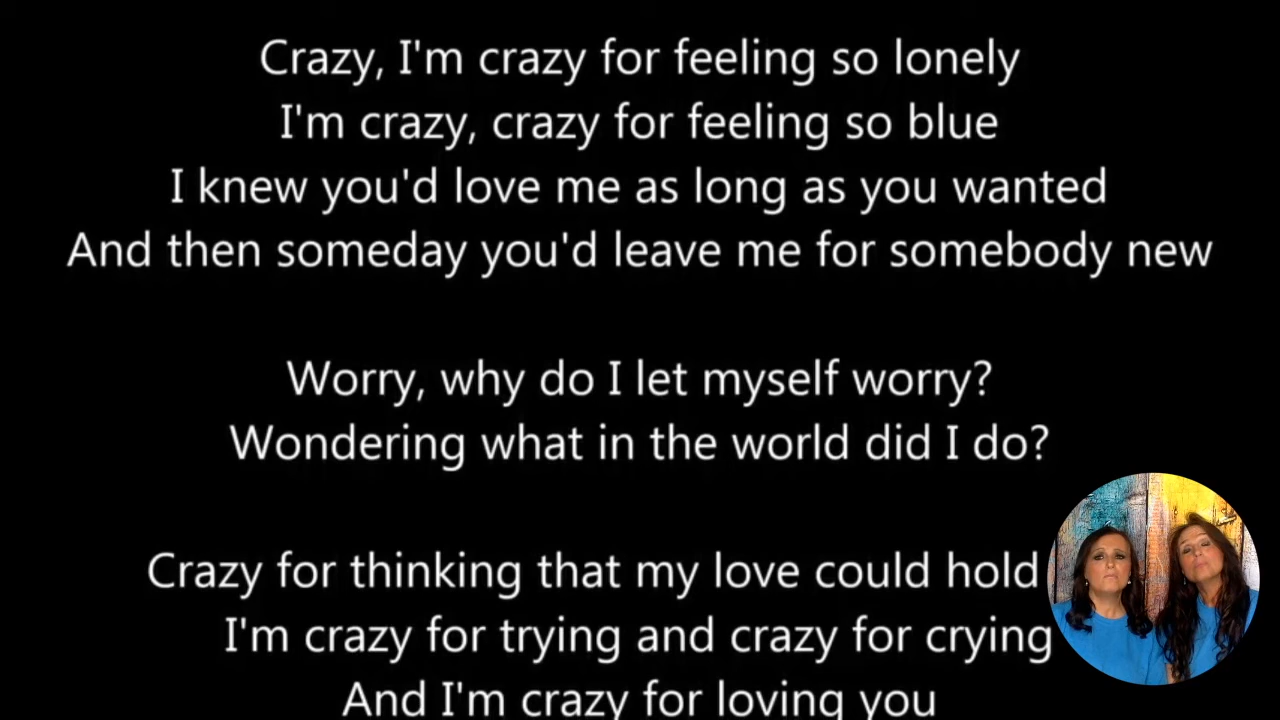 Crazy, I'm crazy for feeling so lonely
I'm crazy, crazy for feeling so blue
I knew you'd love me as long as you wanted
And then someday you'd leave me for somebody new
Worry, why do I let myself worry?
Wondering what in the world did I do?
Crazy for thinking that my love could hold
I'm crazy for trying and crazy for crying
And I'm crazy for loving you